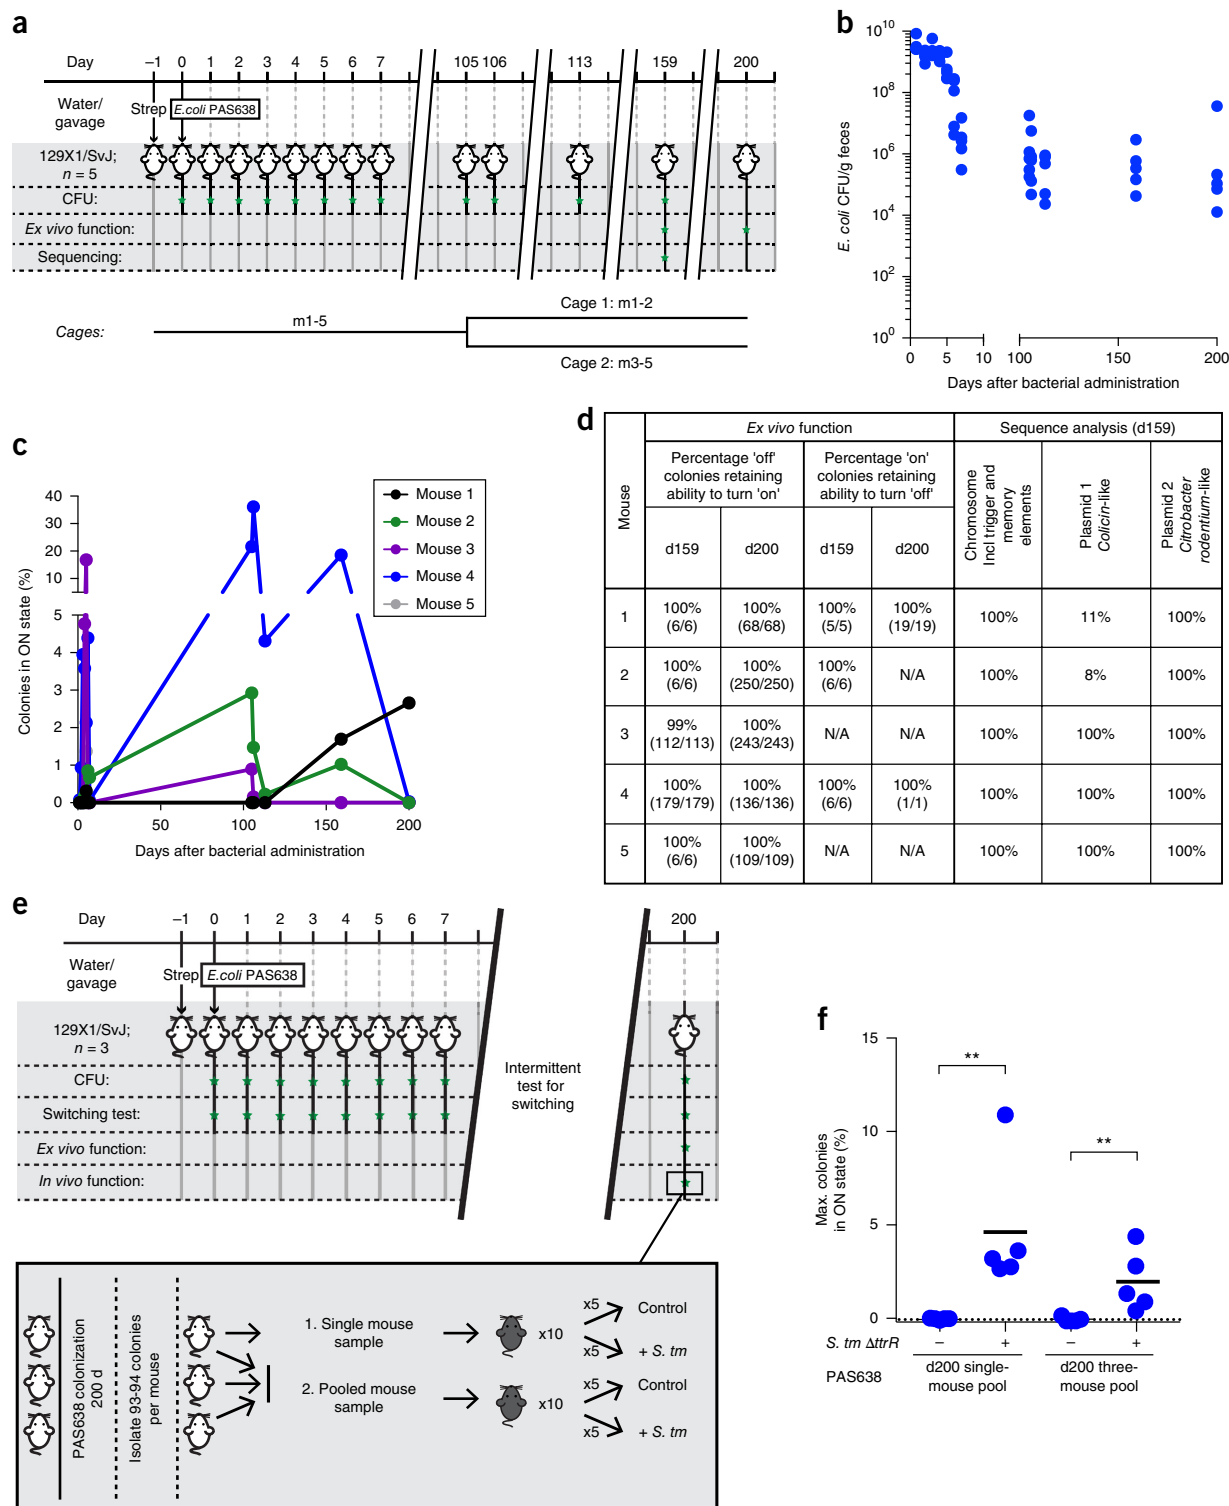 a
Day
–1 0 1 2 3 4 5 6 7 105 106 113 159 200
Water/
gavage
Strep
E.coli PAS638
129X1/SvJ;
n = 5
CFU:
Ex vivo function:
Sequencing:
Cages:
m1-5
Cage 1: m1-2
Cage 2: m3-5
b
E. coli CFU/g feces
10^10
10^8
10^6
10^4
10^2
10^0
0 5 10 100 150 200
Days after bacterial administration
c
Colonies in ON state (%)
40
30
20
10
5
4
3
2
1
0
0 50 100 150 200
Days after bacterial administration
Mouse 1
Mouse 2
Mouse 3
Mouse 4
Mouse 5
d
Mouse
Ex vivo function
Sequence analysis (d159)
Percentage 'off'
colonies retaining
ability to turn 'on'
Percentage 'on'
colonies retaining
ability to turn 'off'
Chromosome
Incl trigger and
memory
elements
Plasmid 1
Colicin-like
Plasmid 2
Citrobacter
rodentium-like
d159 d200 d159 d200
1 100% 100% 100% 100% 100% 11% 100%
(6/6) (68/68) (5/5) (19/19)
2 100% 100% 100% N/A 100% 8% 100%
(6/6) (250/250) (6/6)
3 99% 100% N/A N/A 100% 100% 100%
(112/113) (243/243)
4 100% 100% 100% 100% 100% 100% 100%
(179/179) (136/136) (6/6) (1/1)
5 100% 100% N/A N/A 100% 100% 100%
(6/6) (109/109)
e
Day
–1 0 1 2 3 4 5 6 7 200
Water/
gavage
Strep
E.coli PAS638
129X1/SvJ;
n = 3
CFU:
Switching test:
Ex vivo function:
In vivo function:
Intermittent
test for
switching
PAS638 colonization
200 d
Isolate 93-94 colonies
per mouse
1. Single mouse
sample
x10
x5
Control
x5
+ S. tm
2. Pooled mouse
sample
x10
x5
Control
x5
+ S. tm
f
Max. colonies
in ON state (%)
15
10
5
0
**
**
S. tm ΔttrR – + – +
PAS638
d200 single-
mouse pool
d200 three-
mouse pool